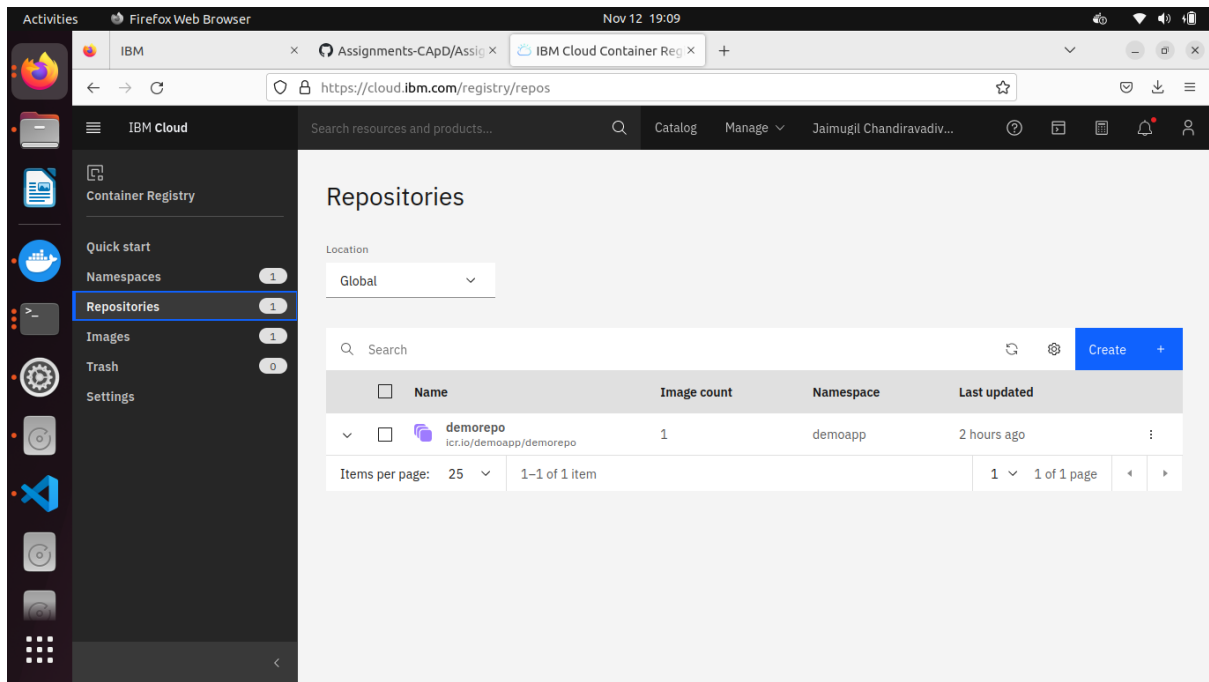 Activities Firefox Web Browser Nov 12 19:09
IBM × Assignments-CApD/Assig × IBM Cloud Container Reg × +
https://cloud.ibm.com/registry/repos
IBM Cloud Search resources and products... Catalog Manage Jaimugil Chandiravadiv...
Container Registry
Quick start
Namespaces 1
Repositories 1
Images 1
Trash 0
Settings
Repositories
Location
Global
Search Create +
Name Image count Namespace Last updated
demorepo 1 demoapp 2 hours ago
icr.io/demoapp/demorepo
Items per page: 25 1–1 of 1 item 1 1 of 1 page